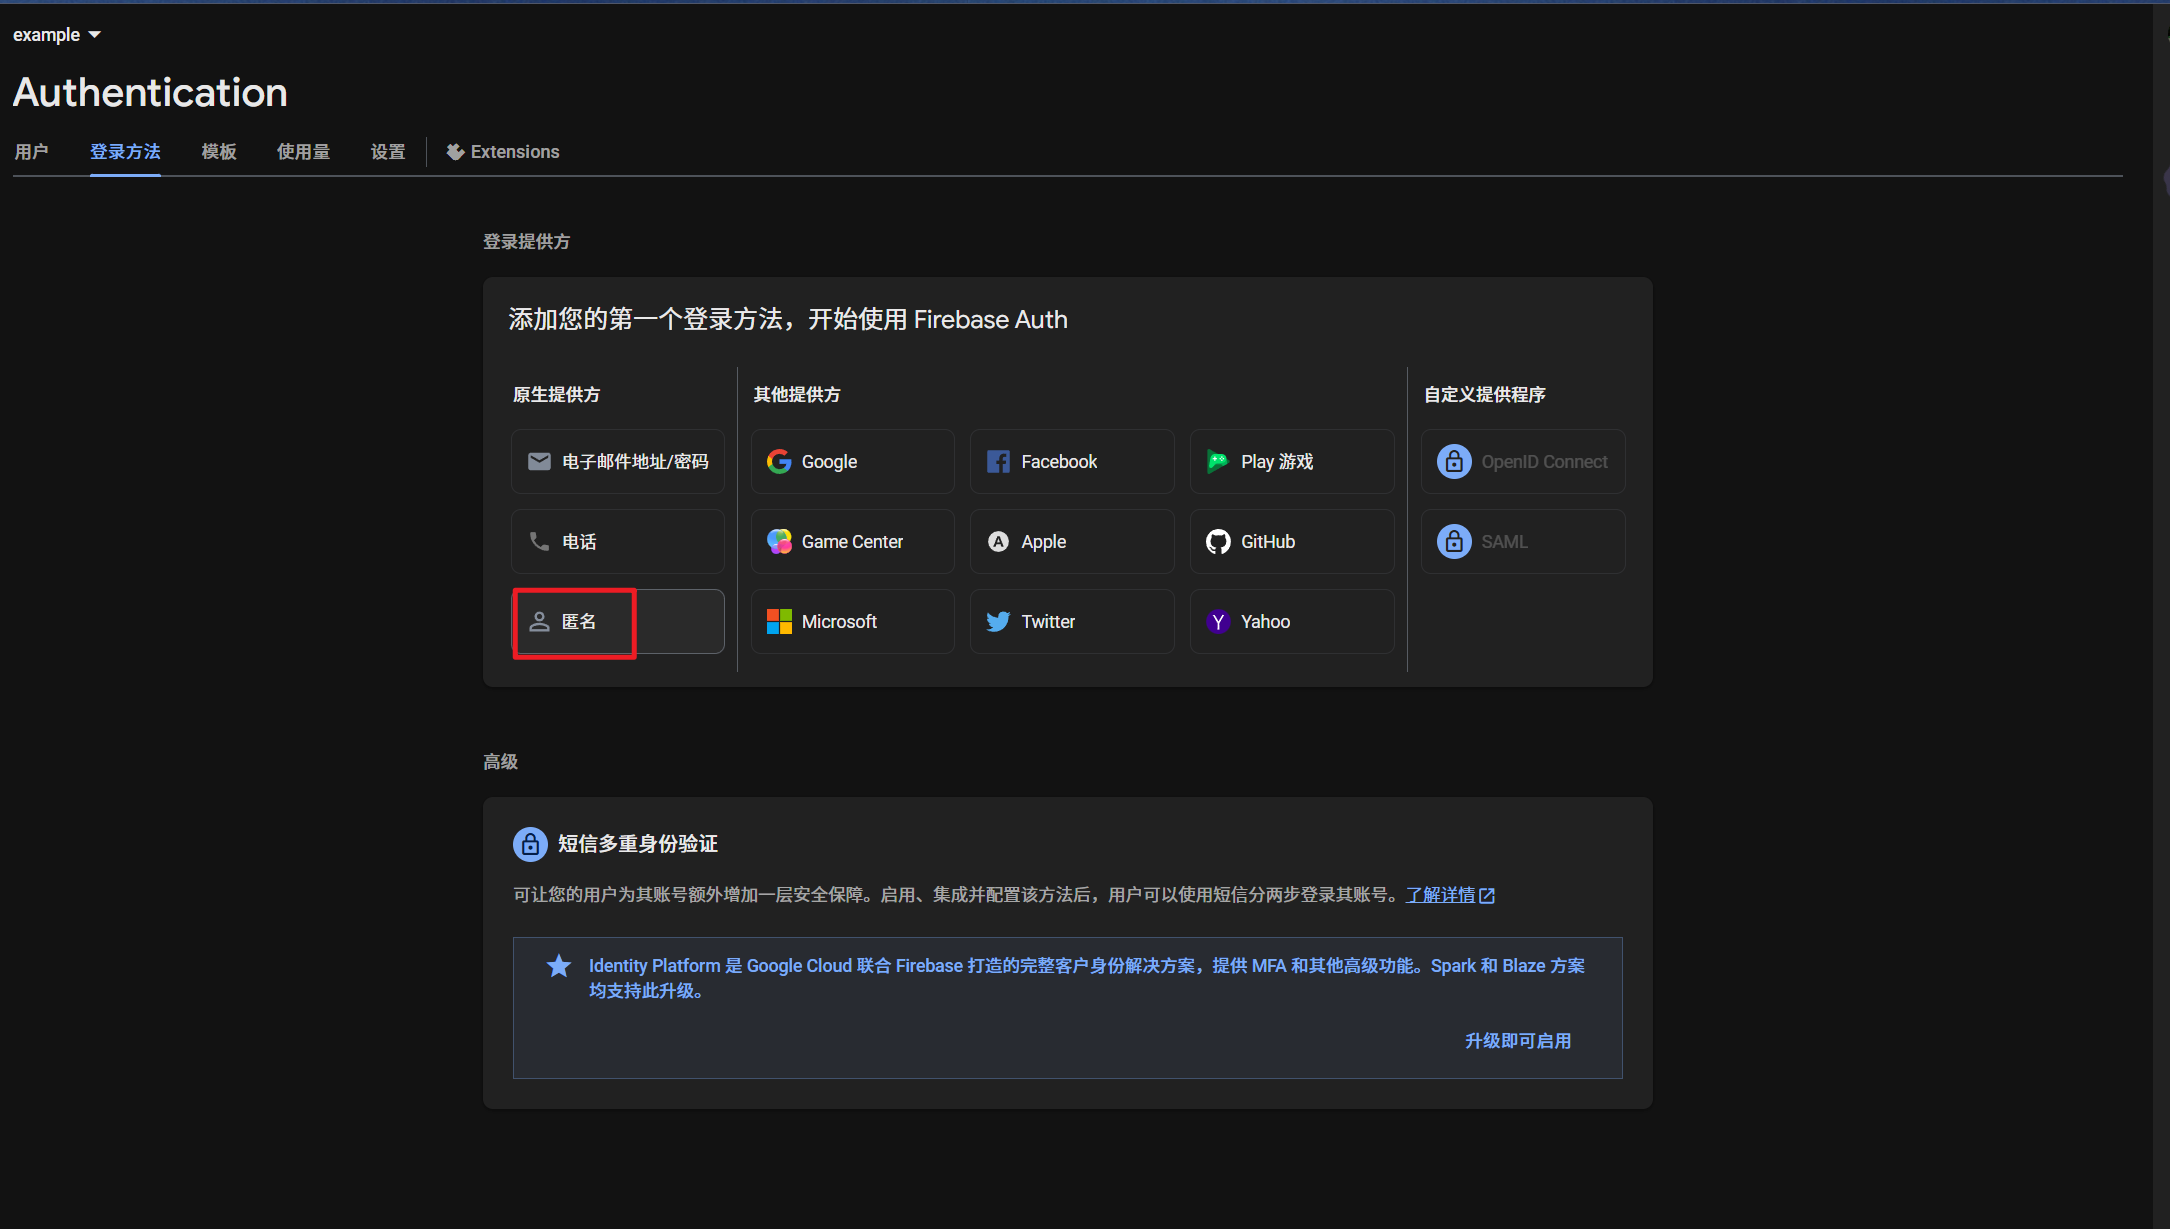 example
Authentication
用户 登录方法 模板 使用量 设置 Extensions
登录提供方
添加您的第一个登录方法，开始使用 Firebase Auth
原生提供方 其他提供方 自定义提供程序
电子邮件地址/密码 Google Facebook Play 游戏 OpenID Connect
电话 Game Center Apple GitHub SAML
匿名 Microsoft Twitter Yahoo
高级
短信多重身份验证
可让您的用户为其账号额外增加一层安全保障。启用、集成并配置该方法后，用户可以使用短信分两步登录其账号。了解详情
Identity Platform 是 Google Cloud 联合 Firebase 打造的完整客户身份解决方案，提供 MFA 和其他高级功能。Spark 和 Blaze 方案
均支持此升级。
升级即可启用